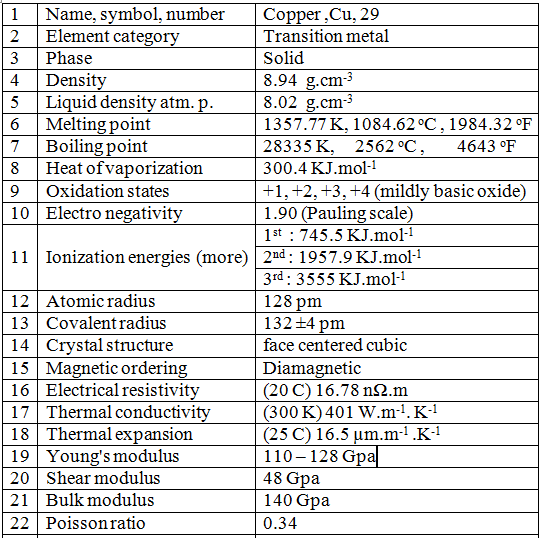 1 Name, symbol, number Copper ,Cu, 29
2 Element category Transition metal
3 Phase Solid
4 Density 8.94 g.cm⁻³
5 Liquid density atm. p. 8.02 g.cm⁻³
6 Melting point 1357.77 K, 1084.62 ᵒC , 1984.32 ᵒF
7 Boiling point 28335 K, 2562 ᵒC , 4643 ᵒF
8 Heat of vaporization 300.4 KJ.mol⁻¹
9 Oxidation states +1, +2, +3, +4 (mildly basic oxide)
10 Electro negativity 1.90 (Pauling scale)
11 Ionization energies (more) 1ˢᵗ : 745.5 KJ.mol⁻¹
2ⁿᵈ : 1957.9 KJ.mol⁻¹
3ʳᵈ : 3555 KJ.mol⁻¹
12 Atomic radius 128 pm
13 Covalent radius 132 ±4 pm
14 Crystal structure face centered cubic
15 Magnetic ordering Diamagnetic
16 Electrical resistivity (20 C) 16.78 nΩ.m
17 Thermal conductivity (300 K) 401 W.m⁻¹. K⁻¹
18 Thermal expansion (25 C) 16.5 µm.m⁻¹ .K⁻¹
19 Young's modulus 110 – 128 Gpa
20 Shear modulus 48 Gpa
21 Bulk modulus 140 Gpa
22 Poisson ratio 0.34